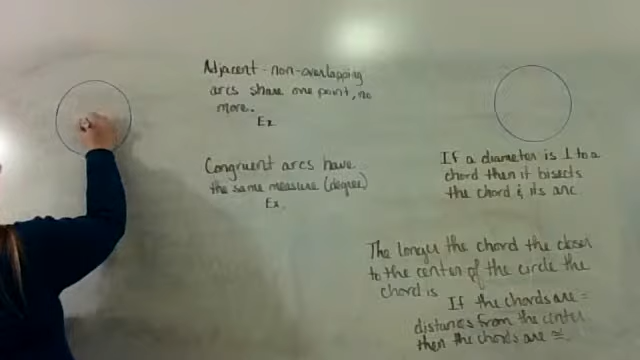 Adjacent - non-overlapping
arcs share one point, no
more.
Ex
Congruent arcs have
the same measure (degree)
Ex.
If a diameter is ⊥ to a
chord then it bisects
the chord & its arc
The longer the chord the closer
to the center of the circle the
chord is
If the chords are =
distances from the center
then the chords are ≅